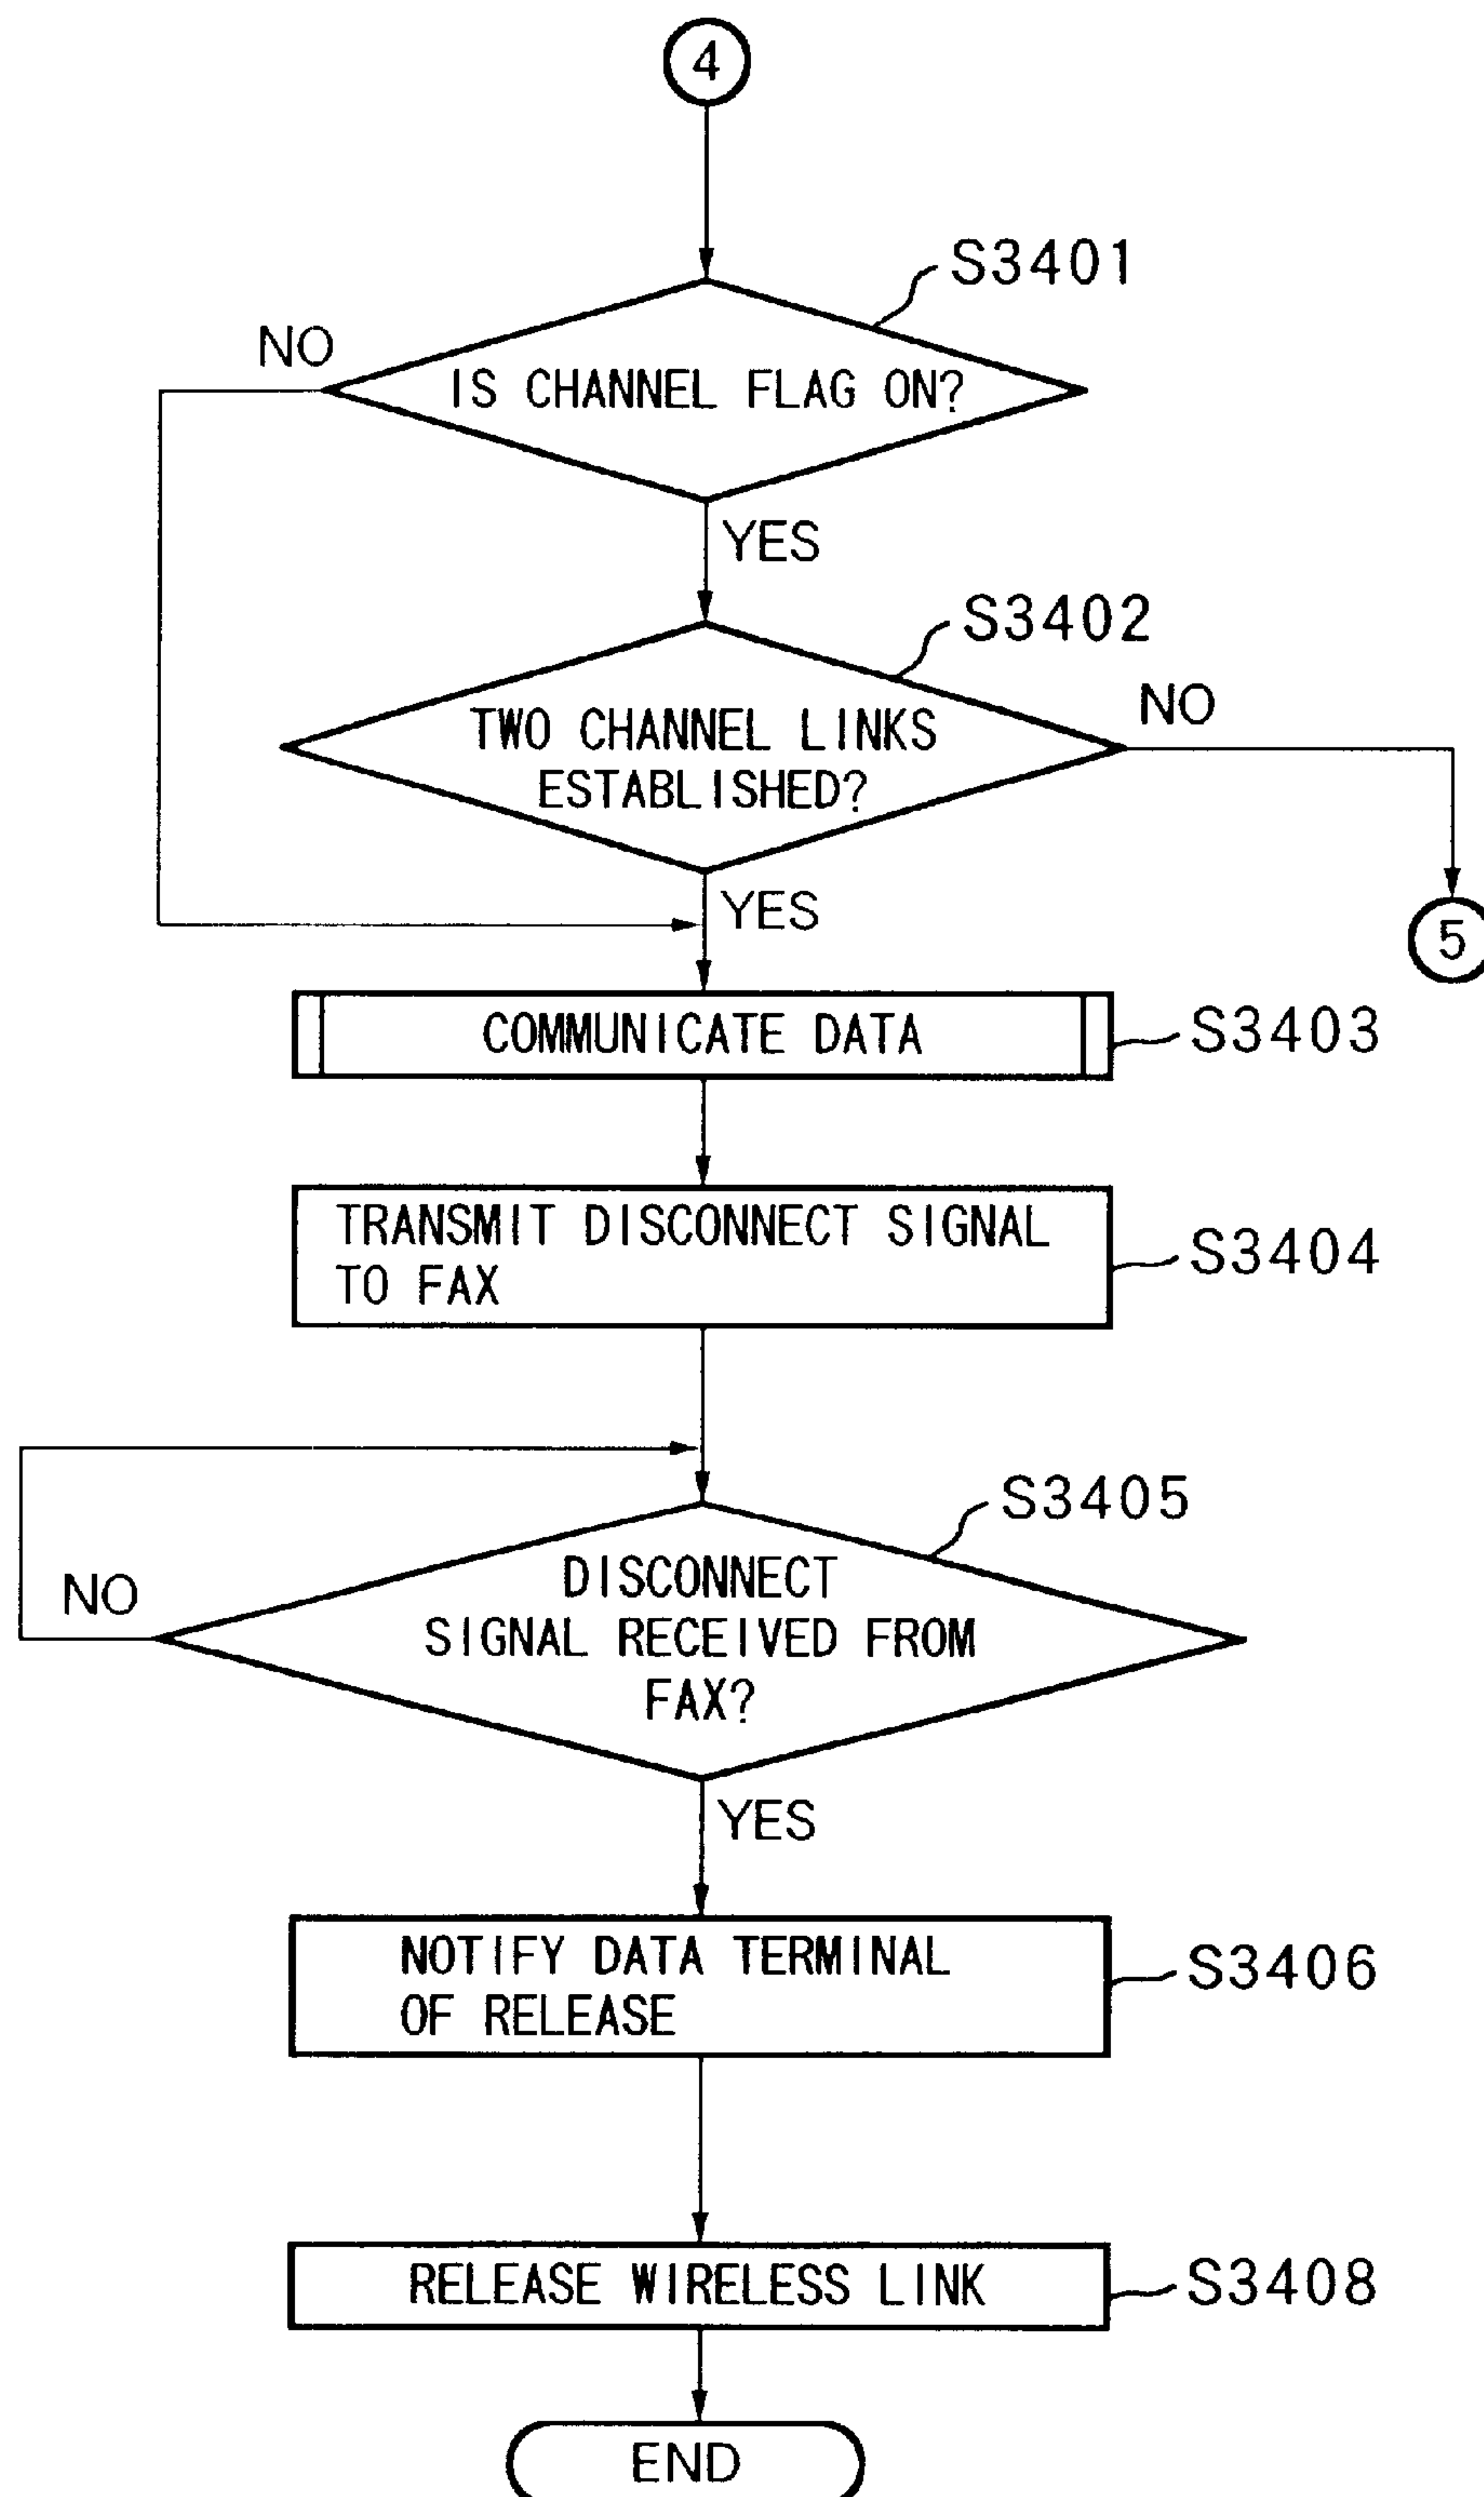 4
S3401
NO
IS CHANNEL FLAG ON?
YES
S3402
NO
TWO CHANNEL LINKS
ESTABLISHED?
YES
5
COMMUNICATE DATA
S3403
TRANSMIT DISCONNECT SIGNAL
TO FAX
S3404
S3405
NO
DISCONNECT
SIGNAL RECEIVED FROM
FAX?
YES
NOTIFY DATA TERMINAL
OF RELEASE
S3406
RELEASE WIRELESS LINK
S3408
END